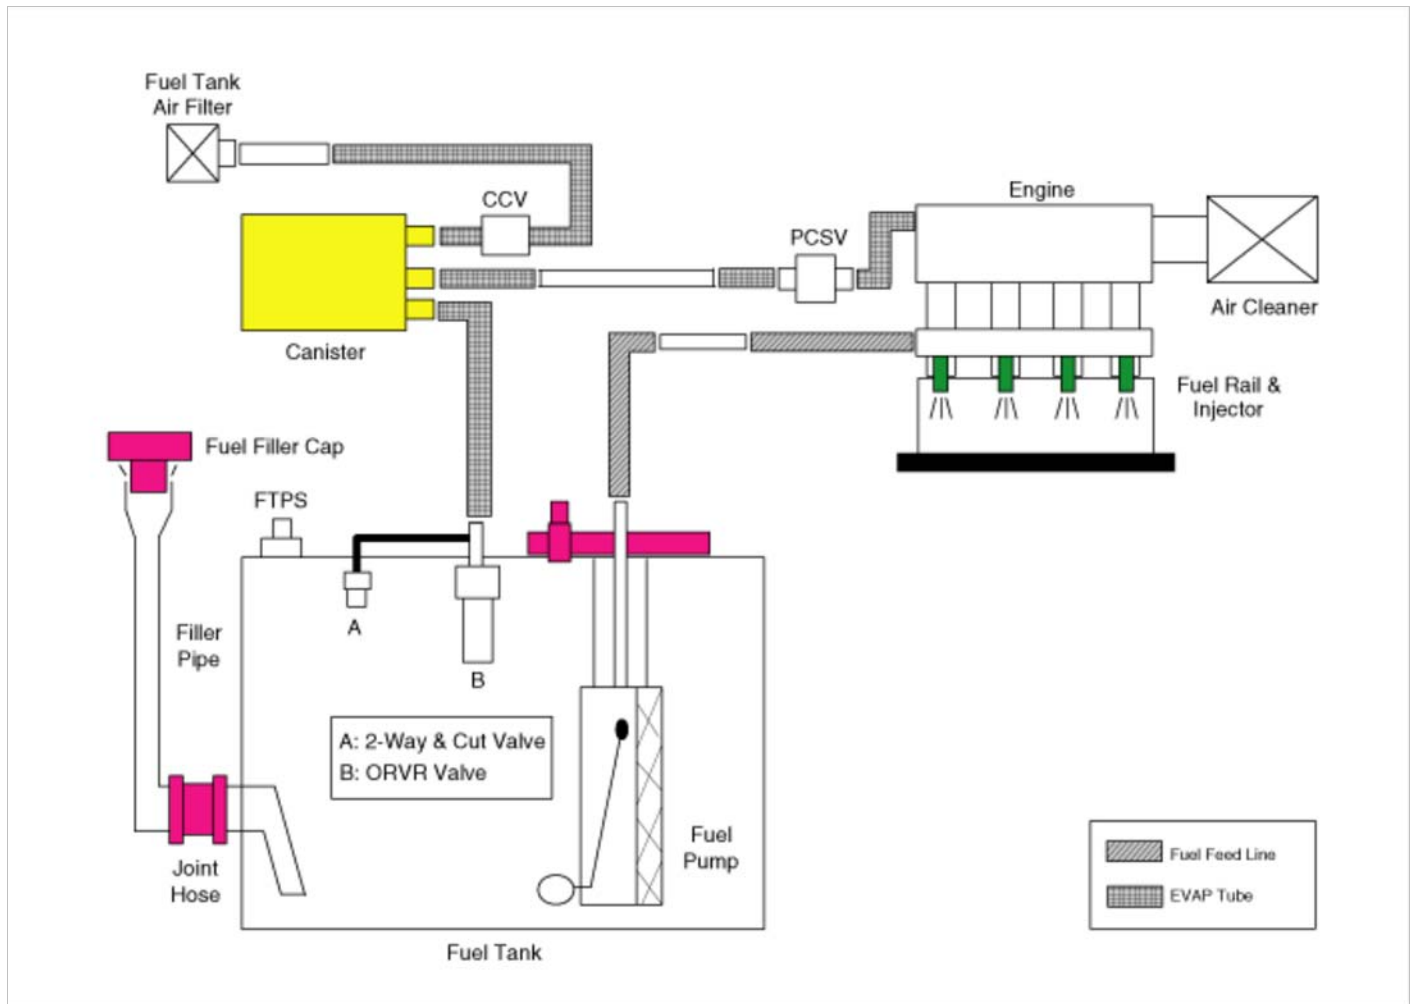 Fuel Tank
Air Filter
CCV
Engine
PCSV
Air Cleaner
Canister
Fuel Rail &
Injector
Fuel Filler Cap
FTPS
A
Filler
Pipe
B
A: 2-Way & Cut Valve
B: ORVR Valve
Fuel
Pump
Joint
Hose
Fuel Feed Line
EVAP Tube
Fuel Tank